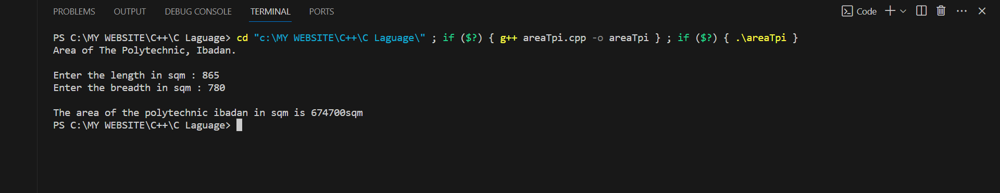 PROBLEMS OUTPUT DEBUG CONSOLE TERMINAL PORTS Code
PS C:\MY WEBSITE\C++\C Laguage> cd "c:\MY WEBSITE\C++\C Laguage\" ; if ($?) { g++ areaTpi.cpp -o areaTpi } ; if ($?) { .\areaTpi }
Area of The Polytechnic, Ibadan.
Enter the length in sqm : 865
Enter the breadth in sqm : 780
The area of the polytechnic ibadan in sqm is 674700sqm
PS C:\MY WEBSITE\C++\C Laguage>